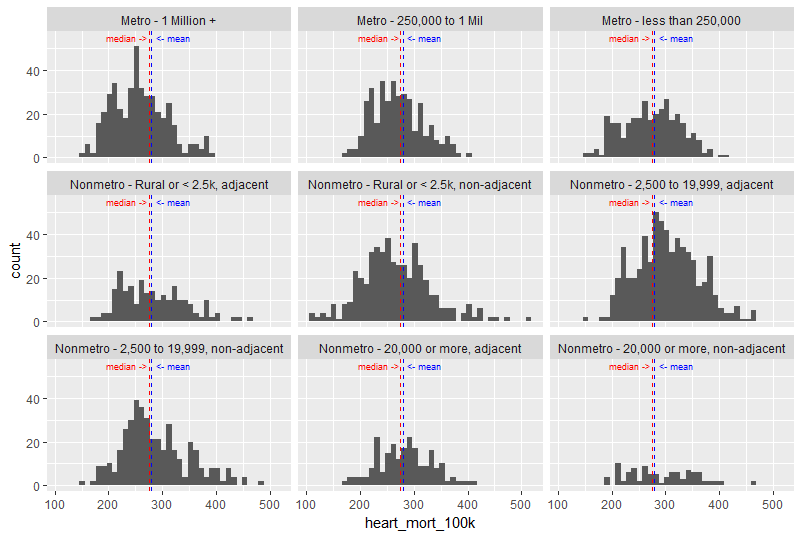 Metro - 1 Million +
Metro - 250,000 to 1 Mil
Metro - less than 250,000
median -> <- mean
median -> <- mean
median -> <- mean
40
20
0
Nonmetro - Rural or < 2.5k, adjacent
Nonmetro - Rural or < 2.5k, non-adjacent
Nonmetro - 2,500 to 19,999, adjacent
median -> <- mean
median -> <- mean
median -> <- mean
count
40
20
0
Nonmetro - 2,500 to 19,999, non-adjacent
Nonmetro - 20,000 or more, adjacent
Nonmetro - 20,000 or more, non-adjacent
median -> <- mean
median -> <- mean
median -> <- mean
40
20
0
100 200 300 400 500
100 200 300 400 500
100 200 300 400 500
heart_mort_100k